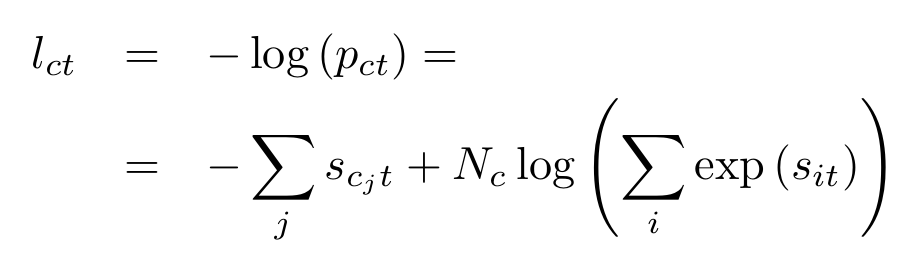 l_{ct} = - \log (p_{ct}) =
= - \sum_{j} s_{c_j t} + N_c \log \left( \sum_{i} \exp (s_{it}) \right)